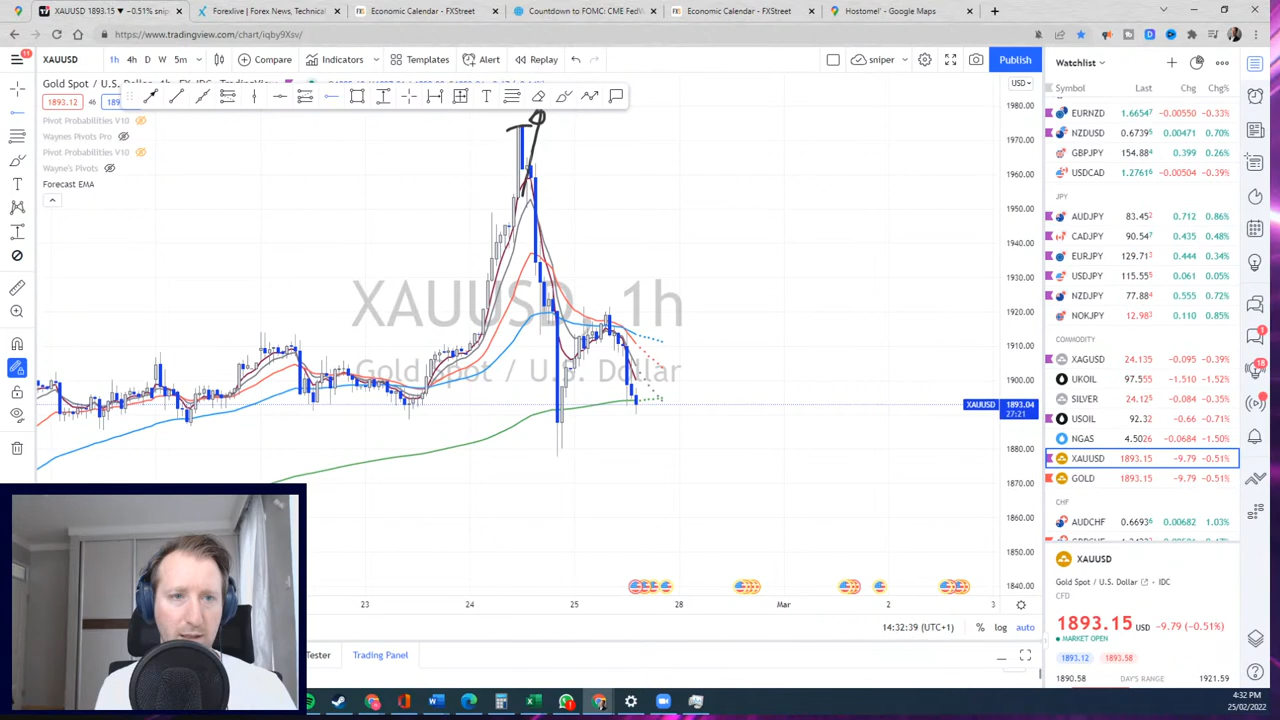 XAUUSD 1893.15 ▼ −0.51% snip
Forexlive | Forex News, Technical
Economic Calendar - FXStreet
Countdown to FOMC: CME FedW
Economic Calendar - FXStreet
Hostomel' - Google Maps
https://www.tradingview.com/chart/iqby9Xsv/
11
XAUUSD
1h
4h
D
W
5m
Compare
Indicators
Templates
Alert
Replay
sniper
Publish
Gold Spot / U.S. D
1893.12
46
Pivot Probabilities V10
Waynes Pivots Pro
Pivot Probabilities V10
Wayne's Pivots
Forecast EMA
XAUUSD, 1h
Gold Spot / U.S. Dollar
USD
1980.00
1970.00
1960.00
1950.00
1940.00
1930.00
1920.00
1910.00
1900.00
XAUUSD
1893.04
27:21
1880.00
1870.00
1860.00
1850.00
1840.00
23
24
25
28
Mar
2
3
14:32:39 (UTC+1)
%
log
auto
Tester
Trading Panel
Watchlist
Symbol Last Chg Chg%
EURNZD 1.66547 -0.00550 -0.33%
NZDUSD 0.67395 0.00471 0.70%
GBPJPY 154.884 0.399 0.26%
USDCAD 1.27616 -0.00504 -0.39%
JPY
AUDJPY 83.452 0.712 0.86%
CADJPY 90.547 0.435 0.48%
EURJPY 129.713 0.446 0.34%
USDJPY 115.555 0.061 0.05%
NZDJPY 77.884 0.555 0.72%
NOKJPY 12.983 0.110 0.85%
COMMODITY
XAGUSD 24.135 -0.095 -0.39%
UKOIL 97.555 -1.510 -1.52%
SILVER 24.125 -0.084 -0.35%
USOIL 92.32 -0.66 -0.71%
NGAS 4.5026 -0.0684 -1.50%
XAUUSD 1893.15 -9.79 -0.51%
GOLD 1893.15 -9.79 -0.51%
CHF
AUDCHF 0.66936 0.00682 1.03%
XAUUSD
Gold Spot / U.S. Dollar • IDC
CFD
1893.15 USD −9.79 (−0.51%)
MARKET OPEN
1893.12
1893.58
1890.58 DAY'S RANGE 1921.59
1
18
4:32 PM
25/02/2022